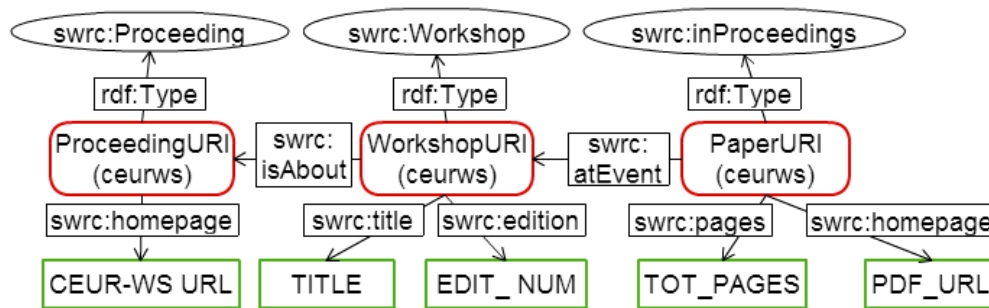 swrc:Proceeding
swrc:Workshop
swrc:inProceedings
rdf:Type
rdf:Type
rdf:Type
ProceedingURI
(ceurws)
swrc:
isAbout
WorkshopURI
(ceurws)
swrc:
atEvent
PaperURI
(ceurws)
swrc:homepage
swrc:title
swrc:edition
swrc:pages
swrc:homepage
CEUR-WS URL
TITLE
EDIT_ NUM
TOT_PAGES
PDF_URL